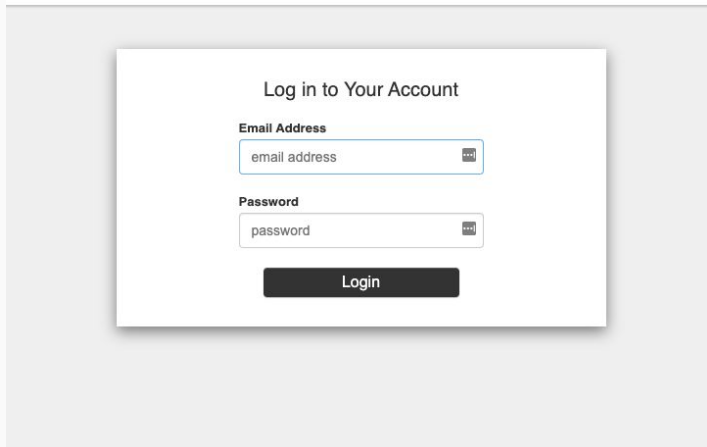 Log in to Your Account
Email Address
email address
Password
password
Login